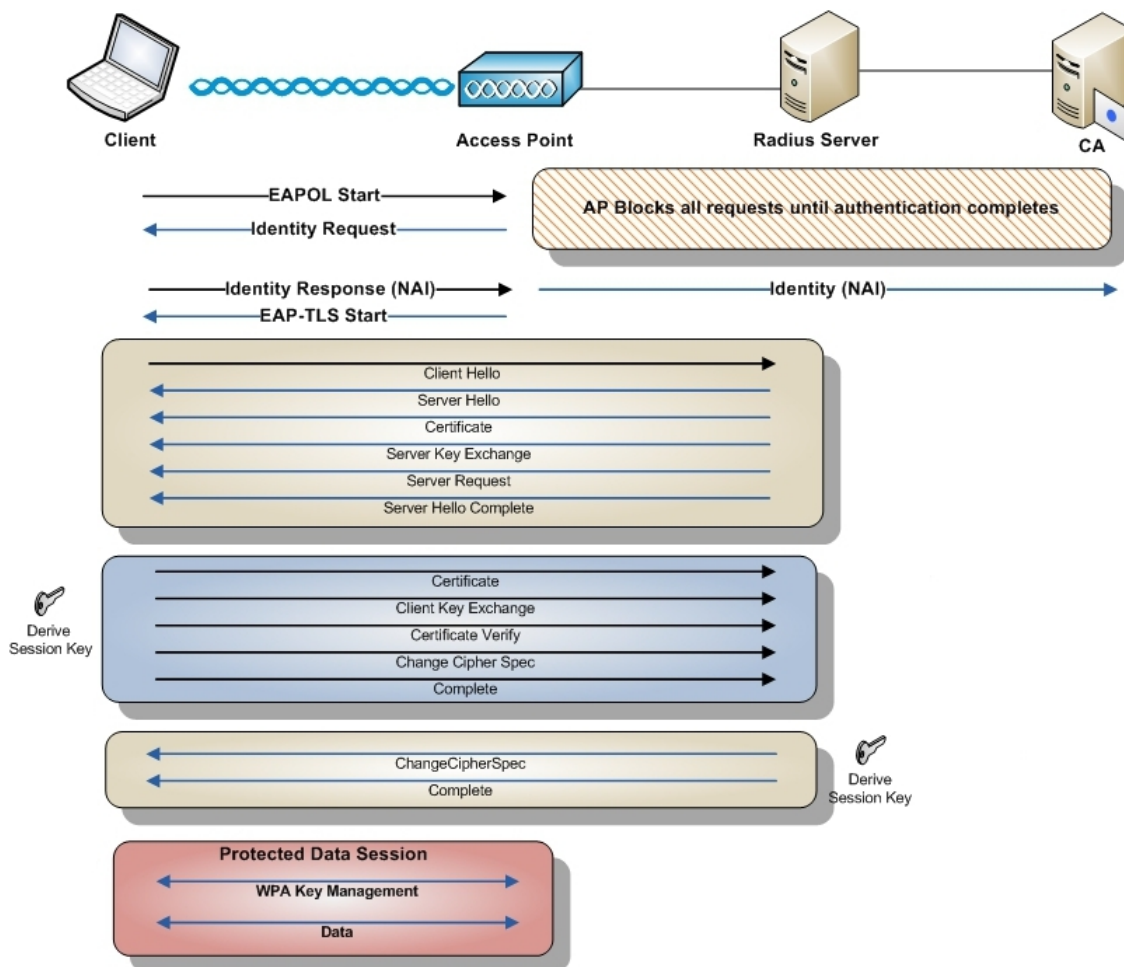 Client
Access Point
Radius Server
CA
EAPOL Start
AP Blocks all requests until authentication completes
Identity Request
Identity Response (NAI)
Identity (NAI)
EAP-TLS Start
Client Hello
Server Hello
Certificate
Server Key Exchange
Server Request
Server Hello Complete
Derive
Session Key
Certificate
Client Key Exchange
Certificate Verify
Change Cipher Spec
Complete
ChangeCipherSpec
Complete
Derive
Session Key
Protected Data Session
WPA Key Management
Data